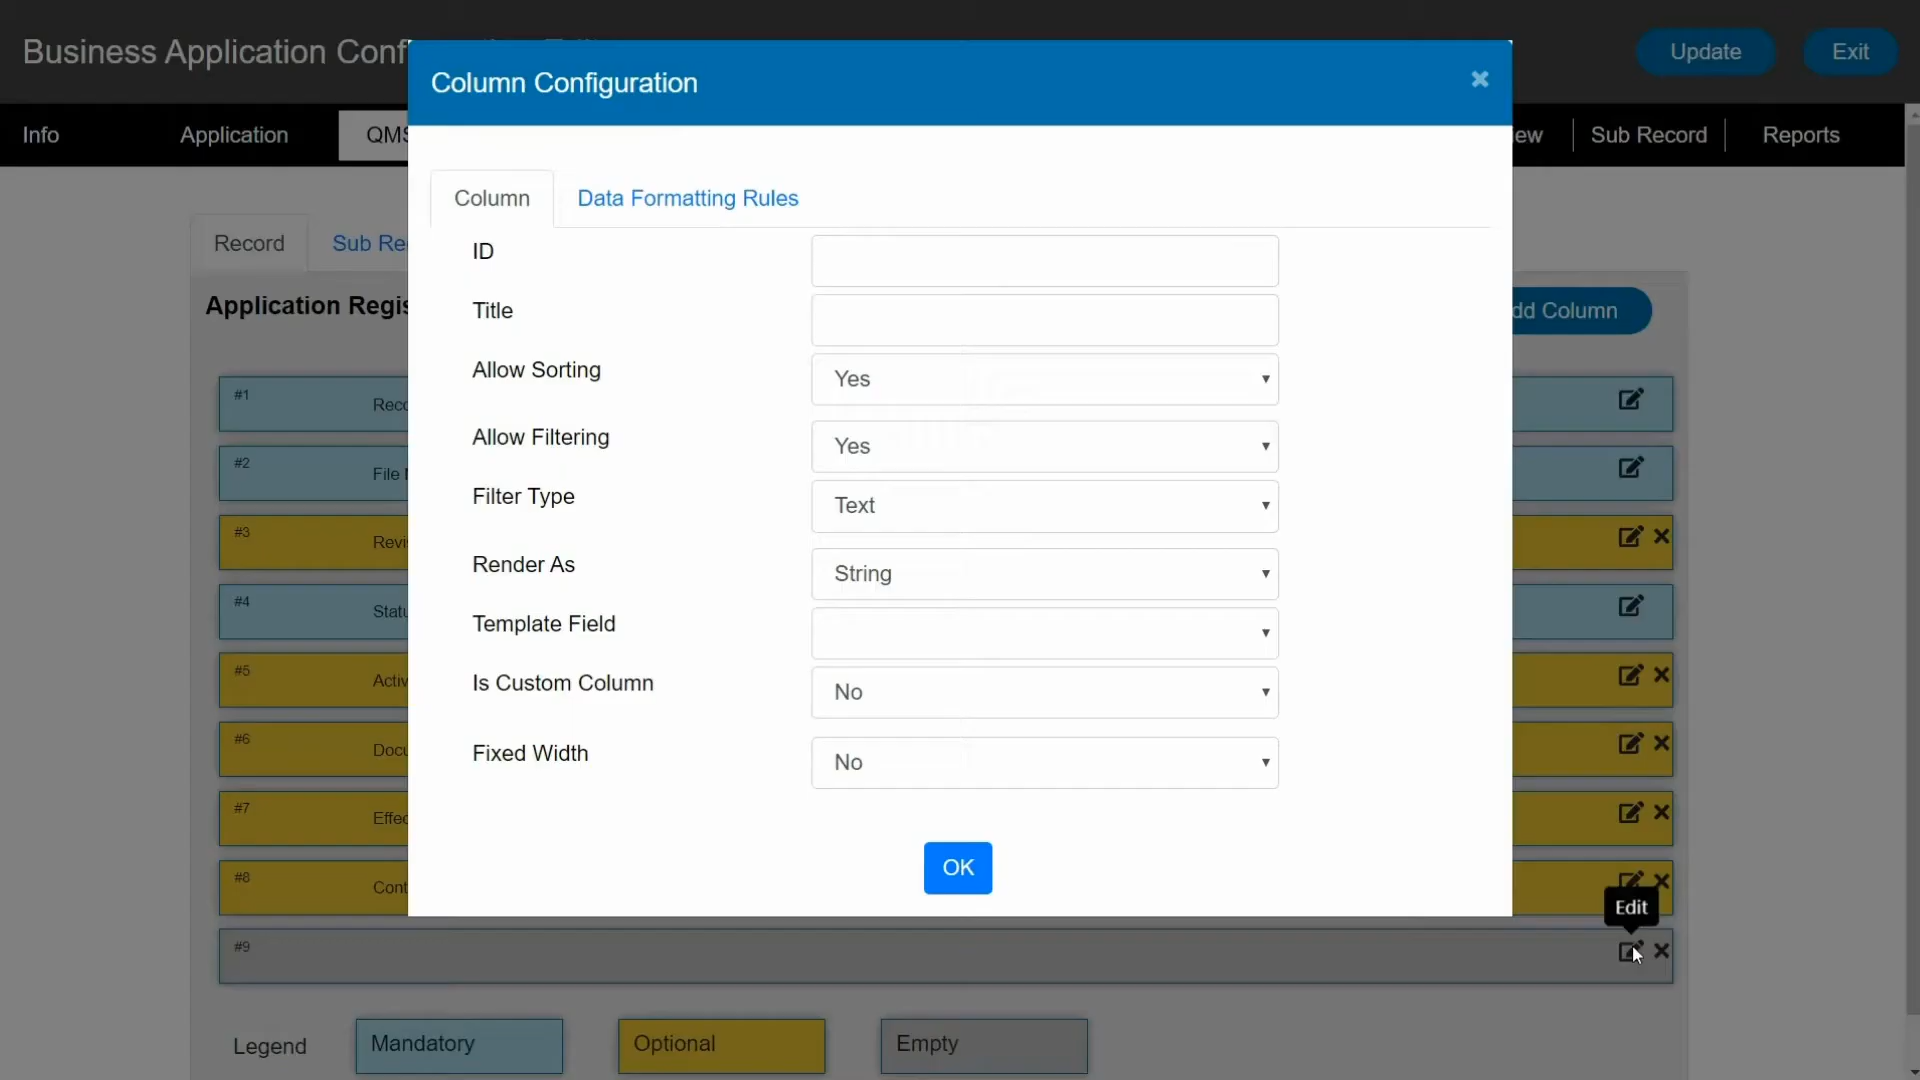 Business Application Conf
Update
Exit
Column Configuration
Info
Application
QMS
ew
Sub Record
Reports
Column
Data Formatting Rules
Record
Sub Re
Application Regis
dd Column
ID
Title
Allow Sorting
Yes
Allow Filtering
Yes
Filter Type
Text
Render As
String
Template Field
Is Custom Column
No
Fixed Width
No
OK
#1
Reco
#2
File
#3
Revi
#4
Statu
#5
Activ
#6
Docu
#7
Effec
#8
Cont
Edit
#9
Legend
Mandatory
Optional
Empty